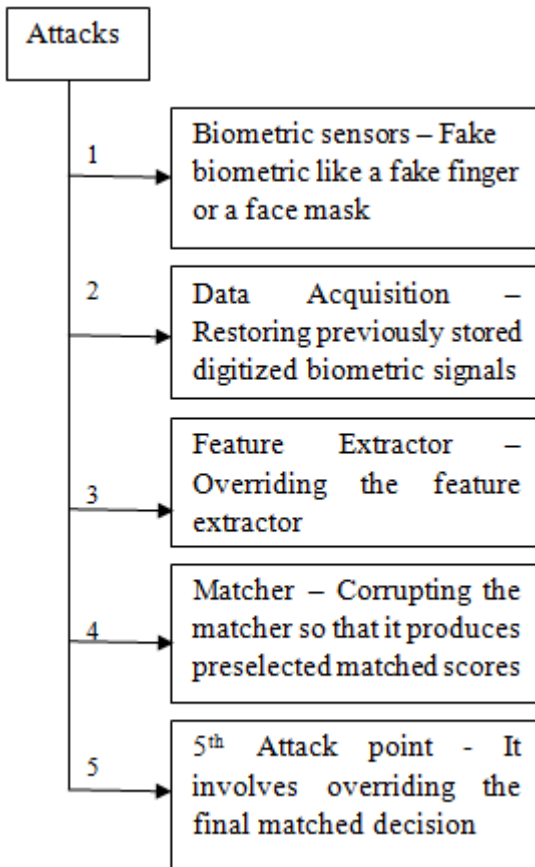 Attacks
1
Biometric sensors – Fake
biometric like a fake finger
or a face mask
2
Data Acquisition –
Restoring previously stored
digitized biometric signals
3
Feature Extractor –
Overriding the feature
extractor
4
Matcher – Corrupting the
matcher so that it produces
preselected matched scores
5
5th Attack point - It
involves overriding the
final matched decision